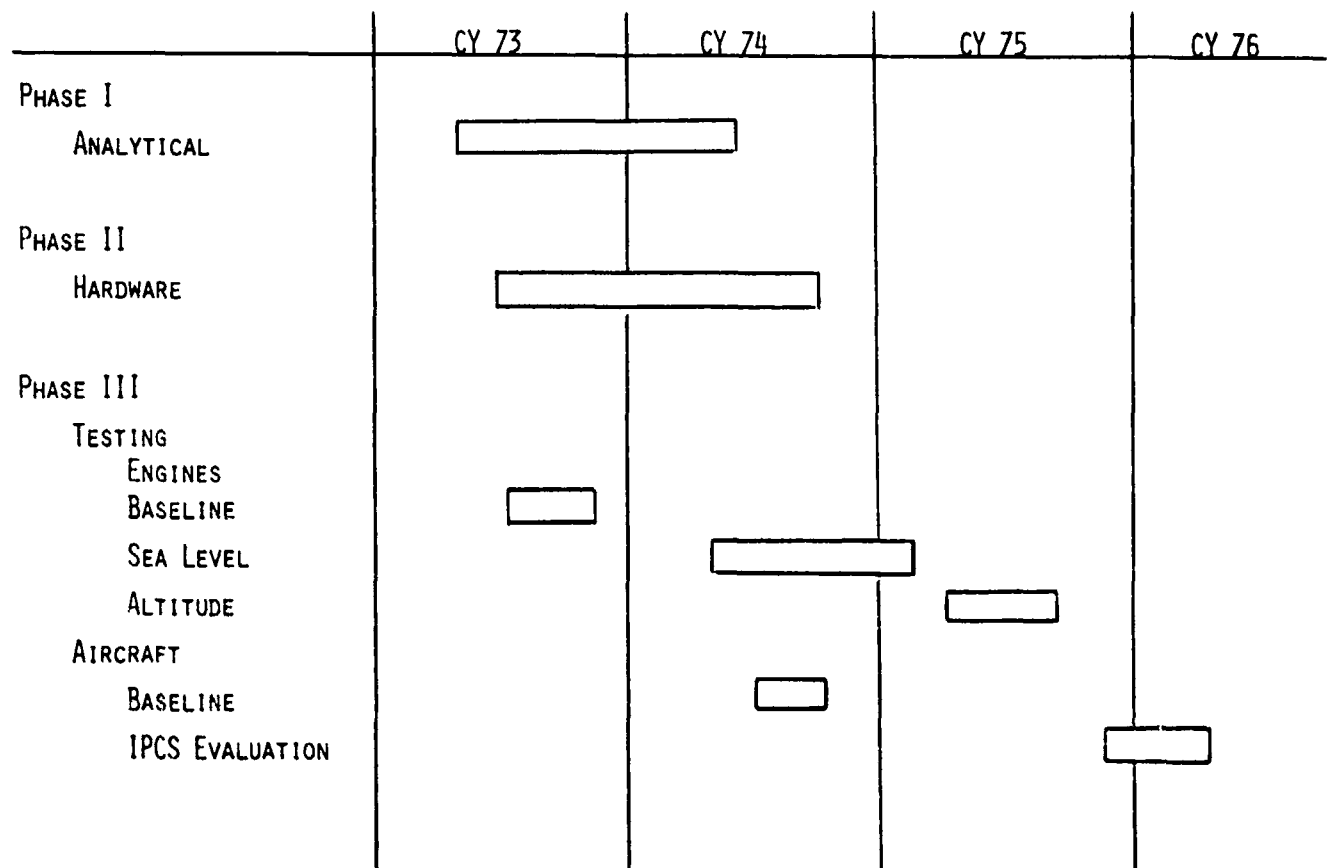 CY 73 CY 74 CY 75 CY 76
PHASE I
ANALYTICAL
PHASE II
HARDWARE
PHASE III
TESTING
ENGINES
BASELINE
SEA LEVEL
ALTITUDE
AIRCRAFT
BASELINE
IPCS EVALUATION